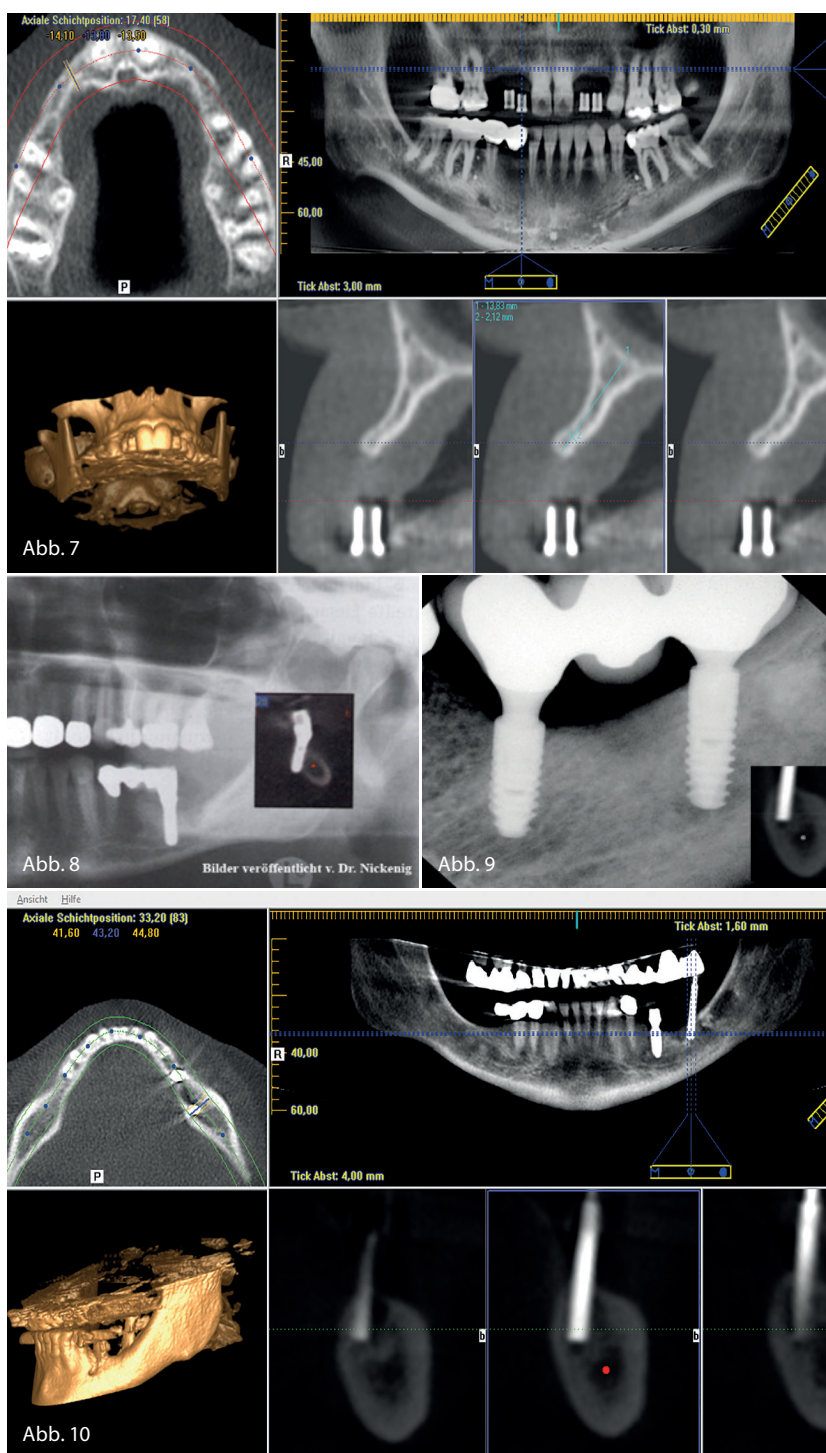 Axiale Schichtposition: 17,40 (58)
14,10 -13,80 -13,50
P
Tick Abst: 0,30 mm
R
45,00
60,00
M
M
Tick Abst: 3,00 mm
Abb. 7
b
1 - 13,83 mm
2 - 2,12 mm
1
b
b
Abb. 8
Bilder veröffentlicht v. Dr. Nickenig
Abb. 9
Ansicht Hilfe
Axiale Schichtposition: 33,20 (83)
41,60 43,20 44,80
P
Tick Abst: 1,60 mm
R
40,00
60,00
M
M
Tick Abst: 4,00 mm
Abb. 10
b
b